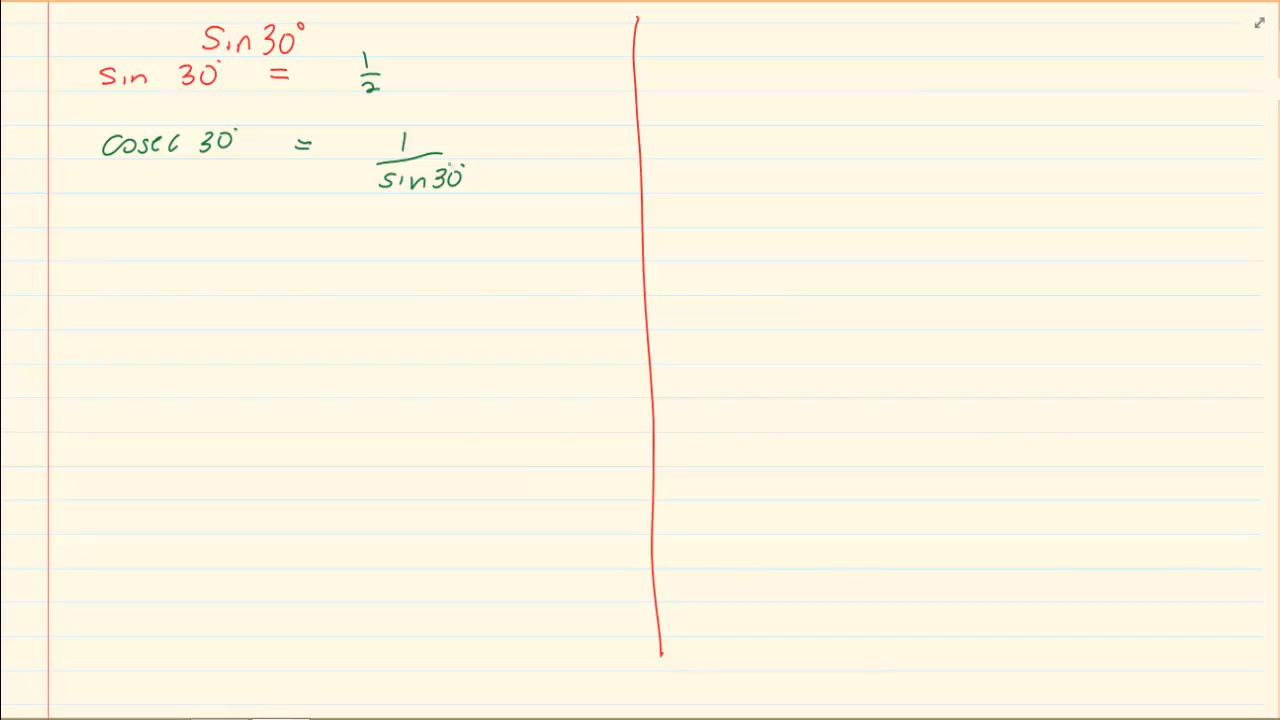 Sin 30°
sin 30° = 1/2
cosec 30° = 1/sin 30°